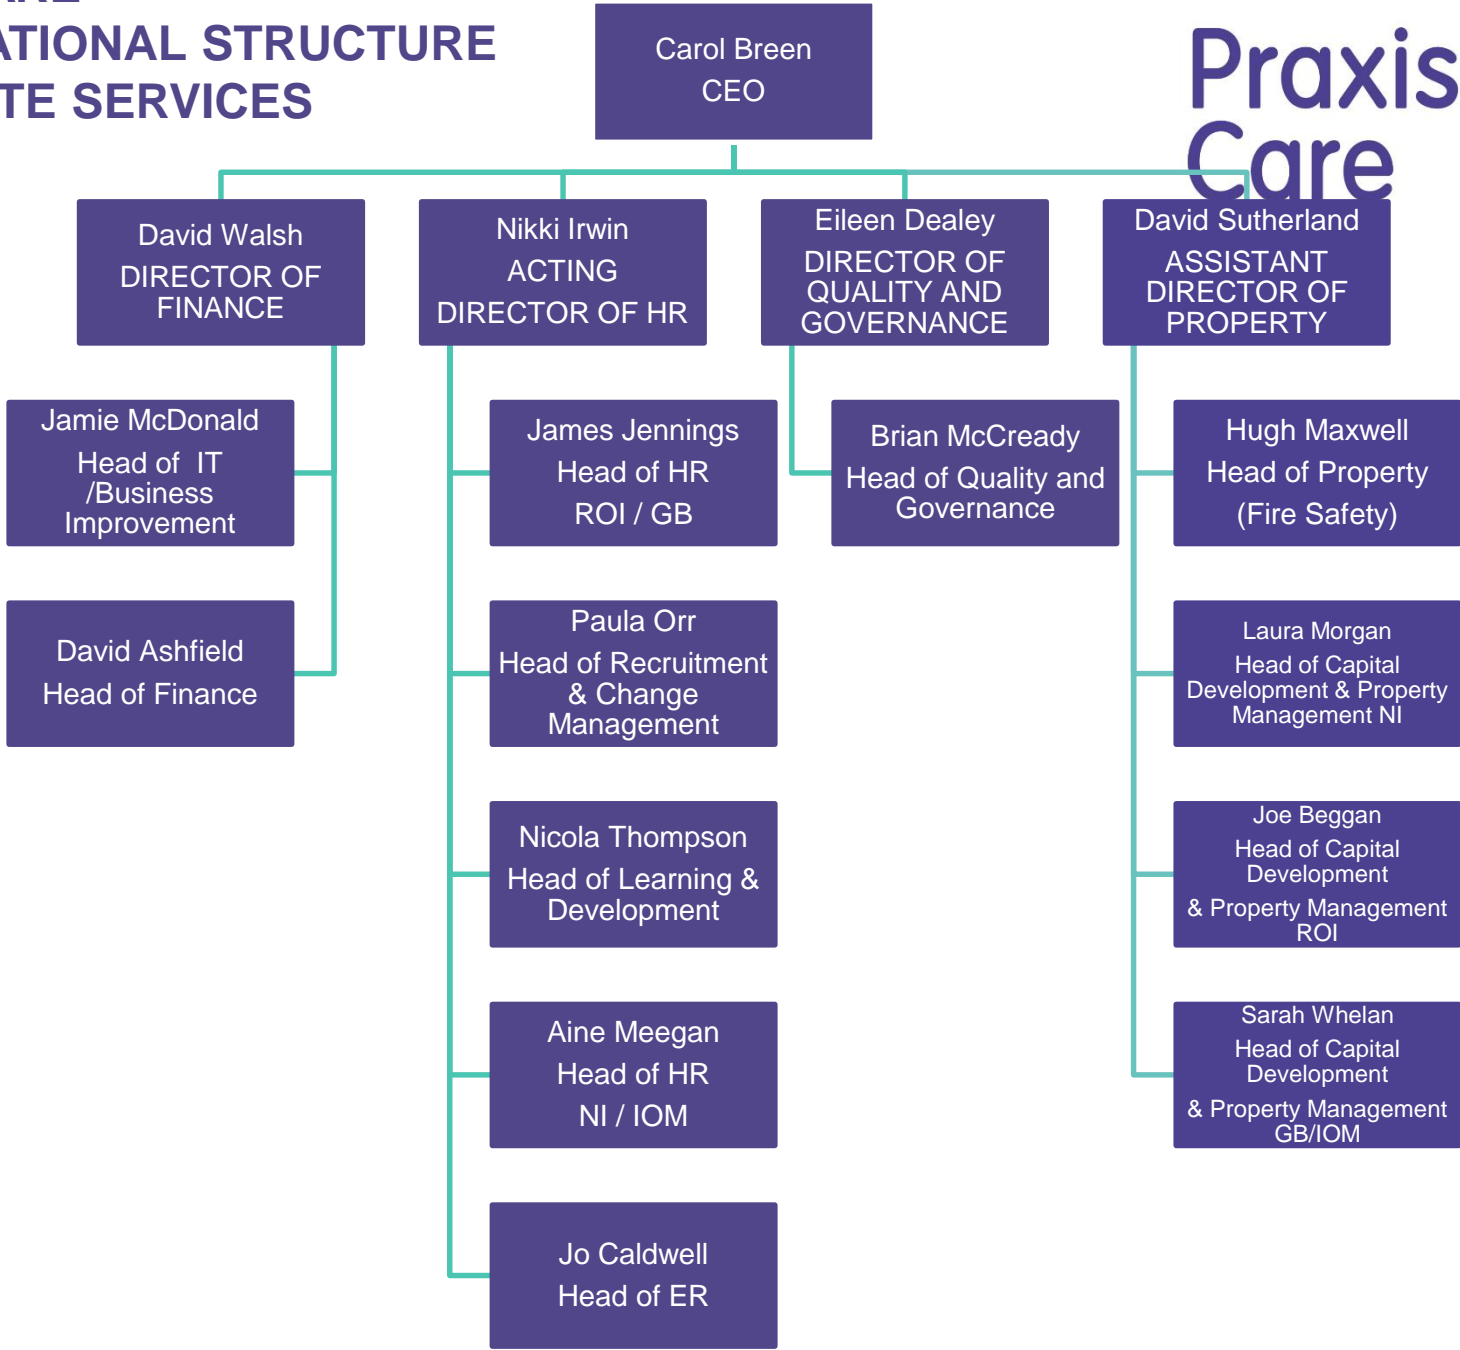 ATIONAL STRUCTURE
TE SERVICES
Praxis
Care
Carol Breen
CEO
David Walsh
DIRECTOR OF
FINANCE
Nikki Irwin
ACTING
DIRECTOR OF HR
Eileen Dealey
DIRECTOR OF
QUALITY AND
GOVERNANCE
David Sutherland
ASSISTANT
DIRECTOR OF
PROPERTY
Jamie McDonald
Head of IT
/Business
Improvement
David Ashfield
Head of Finance
James Jennings
Head of HR
ROI / GB
Paula Orr
Head of Recruitment
& Change
Management
Nicola Thompson
Head of Learning &
Development
Aine Meegan
Head of HR
NI / IOM
Jo Caldwell
Head of ER
Brian McCready
Head of Quality and
Governance
Hugh Maxwell
Head of Property
(Fire Safety)
Laura Morgan
Head of Capital
Development & Property
Management NI
Joe Beggan
Head of Capital
Development
& Property Management
ROI
Sarah Whelan
Head of Capital
Development
& Property Management
GB/IOM